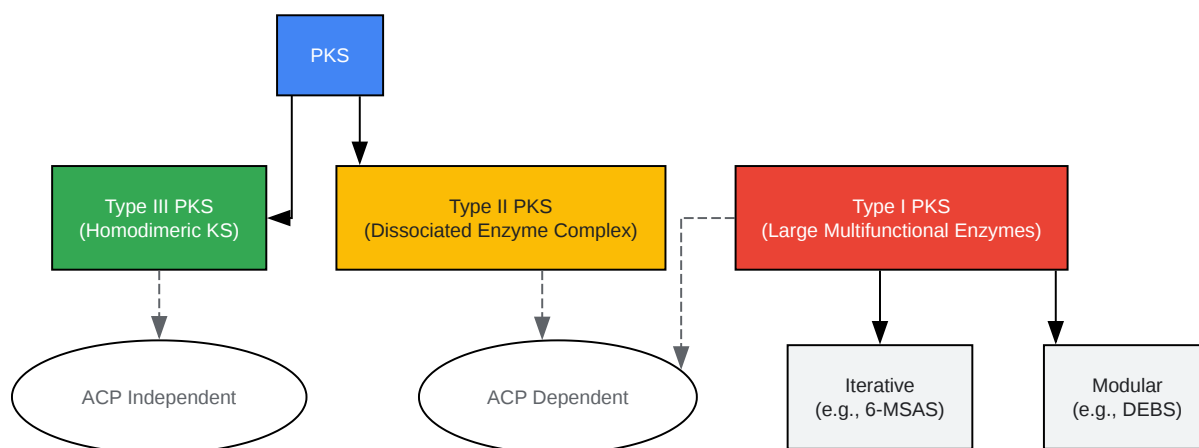 PKS
Type III PKS
(Homodimeric KS)
Type II PKS
(Dissociated Enzyme Complex)
Type I PKS
(Large Multifunctional Enzymes)
ACP Independent
ACP Dependent
Iterative
(e.g., 6-MSAS)
Modular
(e.g., DEBS)